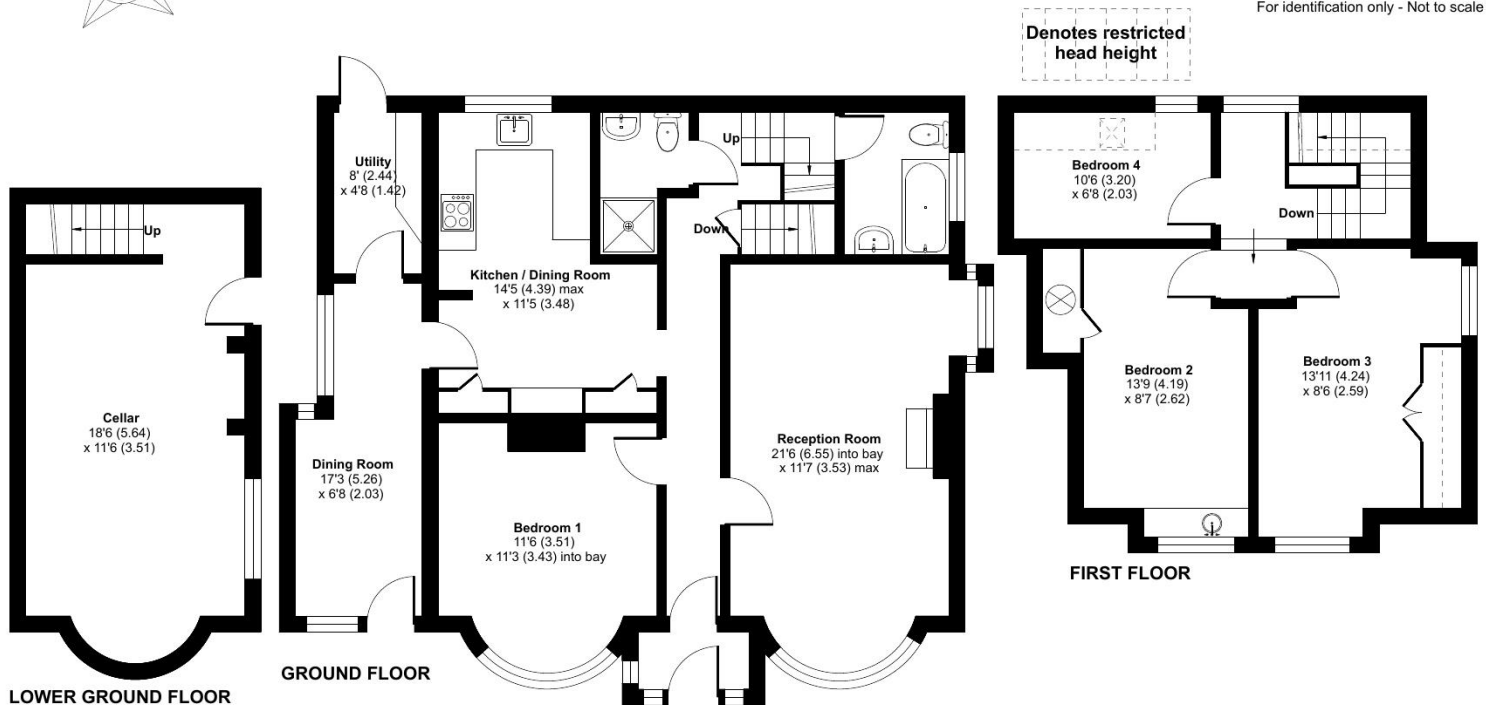 For identification only - Not to scale
Denotes restricted
head height
Utility
8' (2.44)
x 4'8 (1.42)
Up
Kitchen / Dining Room
14'5 (4.39) max
x 11'5 (3.48)
Up
Down
Bedroom 4
10'6 (3.20)
x 6'8 (2.03)
Down
Cellar
18'6 (5.64)
x 11'6 (3.51)
Dining Room
17'3 (5.26)
x 6'8 (2.03)
Bedroom 1
11'6 (3.51)
x 11'3 (3.43) into bay
Reception Room
21'6 (6.55) into bay
x 11'7 (3.53) max
Bedroom 2
13'9 (4.19)
x 8'7 (2.62)
Bedroom 3
13'11 (4.24)
x 8'6 (2.59)
FIRST FLOOR
GROUND FLOOR
LOWER GROUND FLOOR